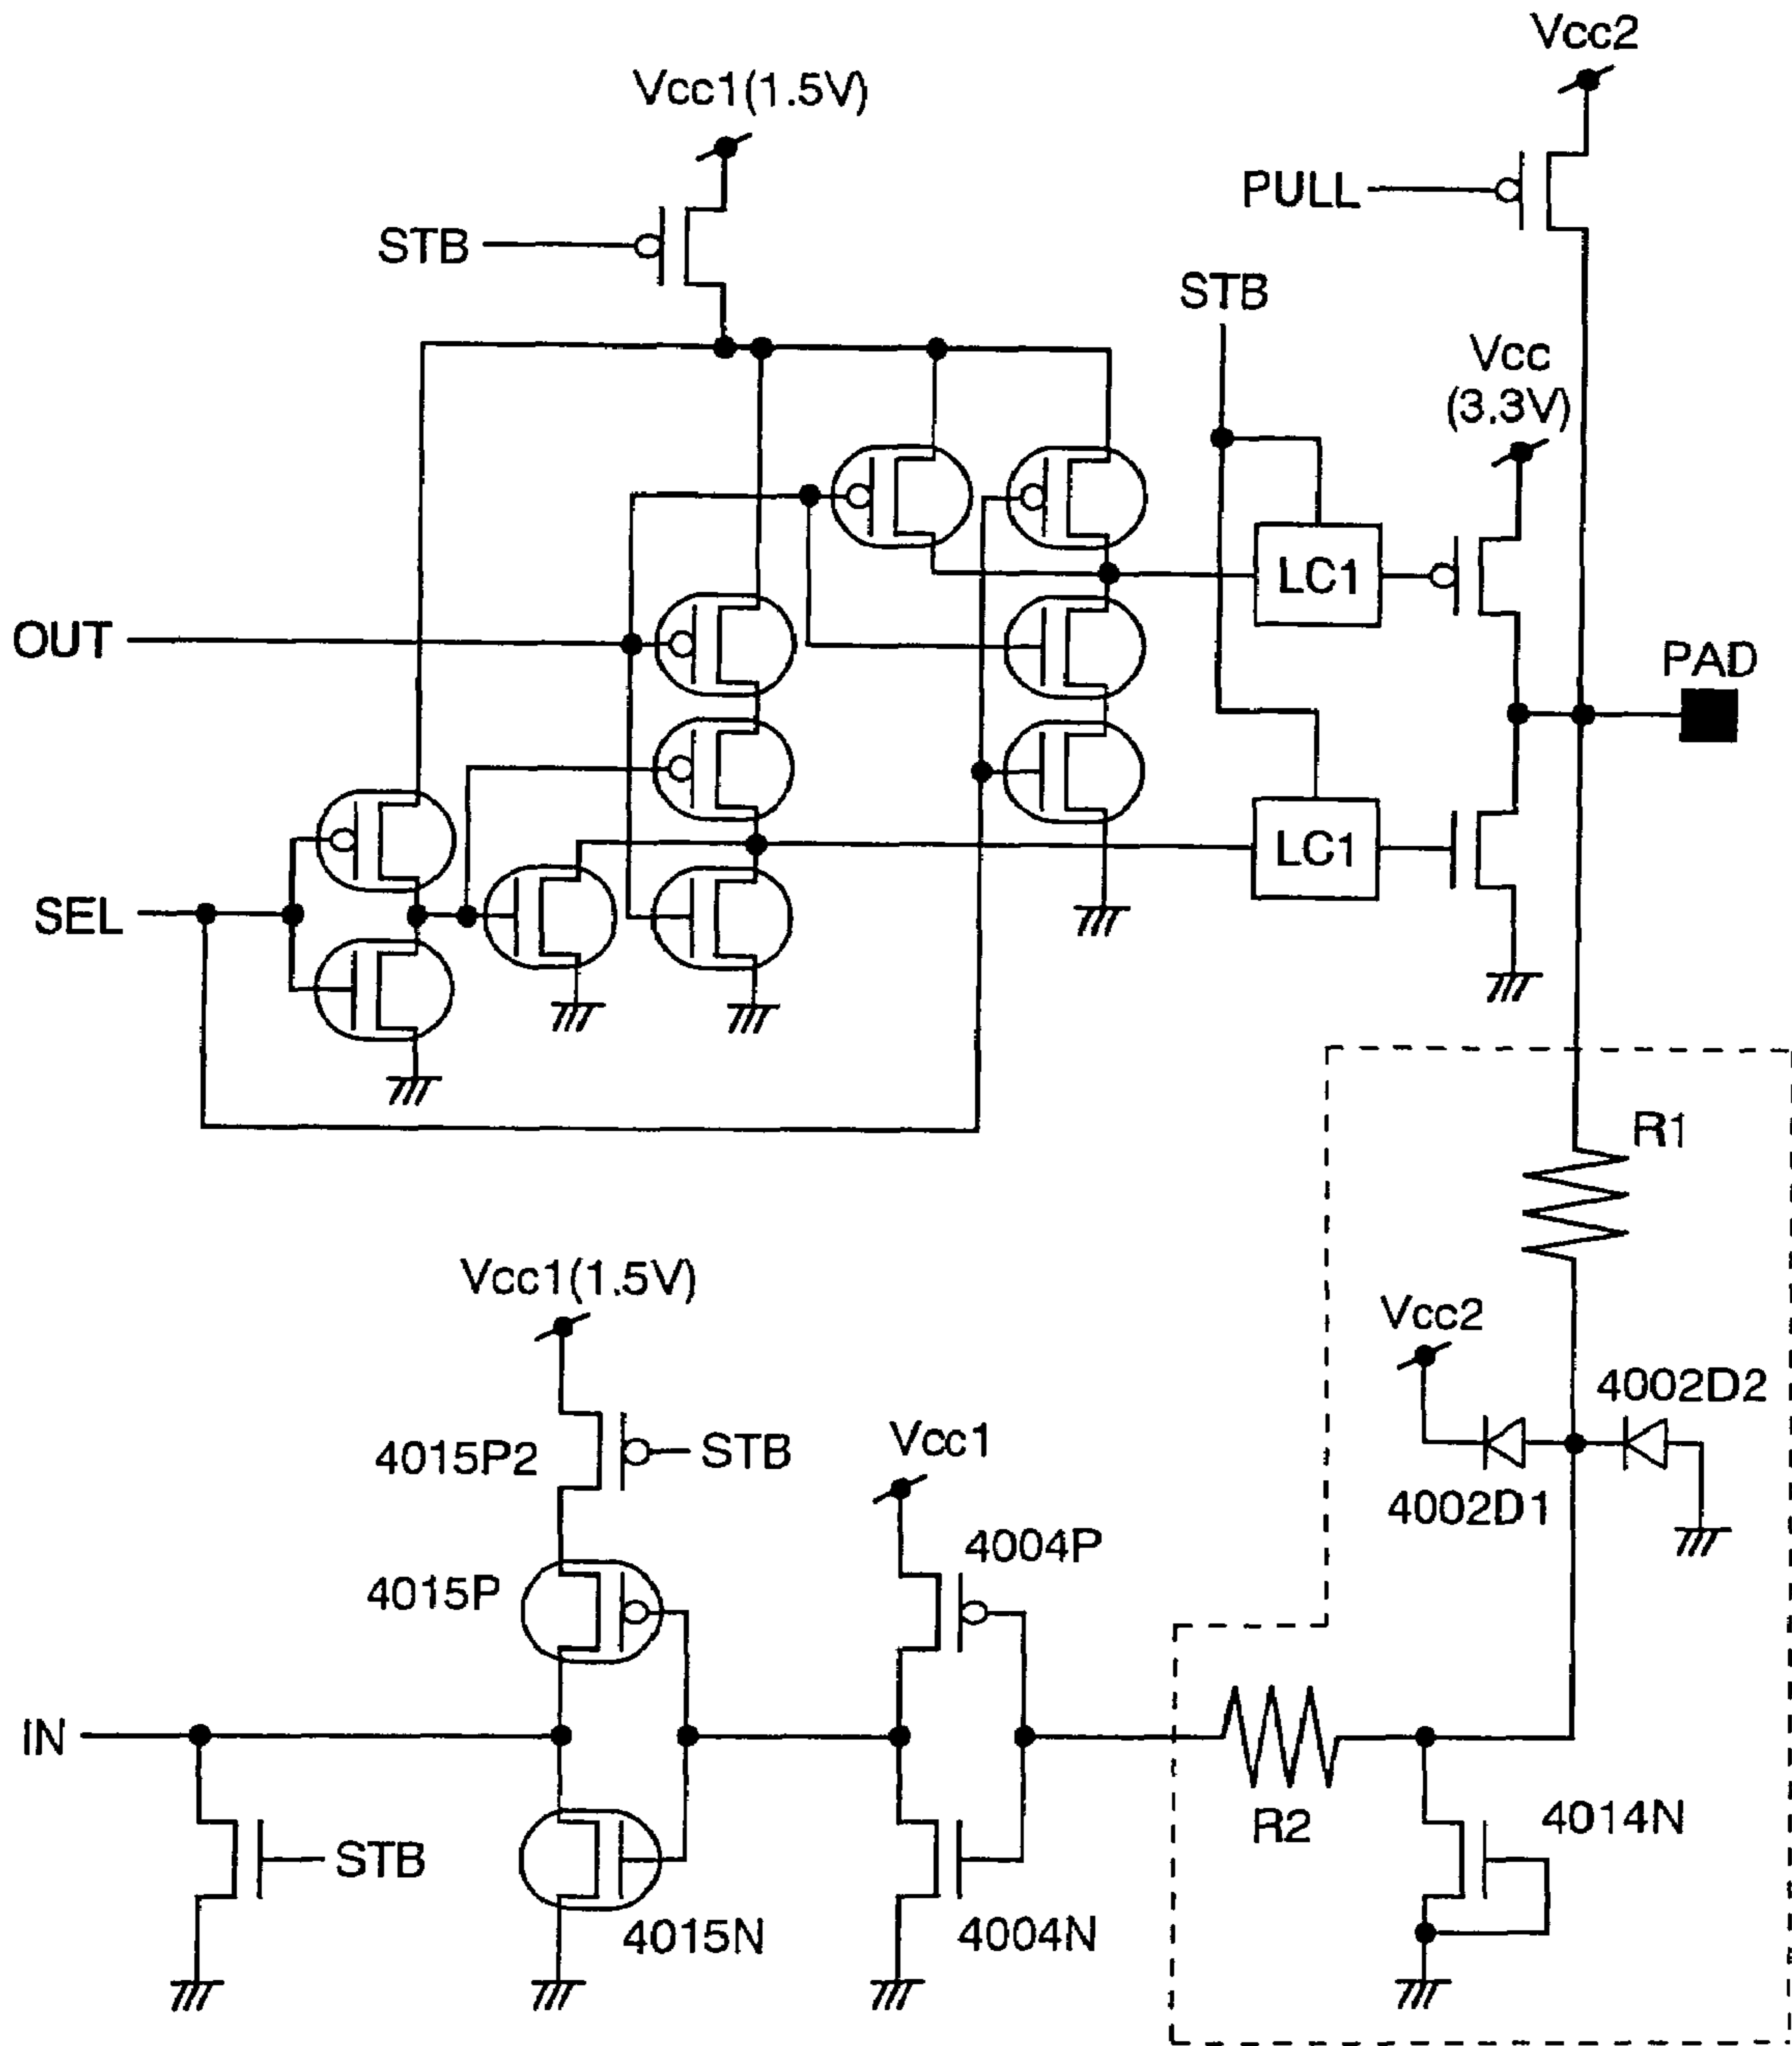 Vcc2
Vcc1(1.5V)
PULL
STB
STB
Vcc
(3.3V)
LC1
OUT
PAD
LC1
SEL
R1
Vcc1(1.5V)
Vcc2
4002D2
4015P2
STB
Vcc1
4002D1
4004P
4015P
IN
R2
4014N
STB
4015N
4004N